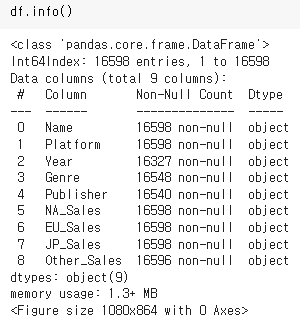 df.info()
<class 'pandas.core.frame.DataFrame'>
Int64Index: 16598 entries, 1 to 16598
Data columns (total 9 columns):
 #   Column       Non-Null Count  Dtype
---  ------       --------------  -----
 0   Name         16598 non-null  object
 1   Platform     16598 non-null  object
 2   Year         16327 non-null  object
 3   Genre        16548 non-null  object
 4   Publisher    16540 non-null  object
 5   NA_Sales     16598 non-null  object
 6   EU_Sales     16598 non-null  object
 7   JP_Sales     16598 non-null  object
 8   Other_Sales  16596 non-null  object
dtypes: object(9)
memory usage: 1.3+ MB
<Figure size 1080x864 with 0 Axes>